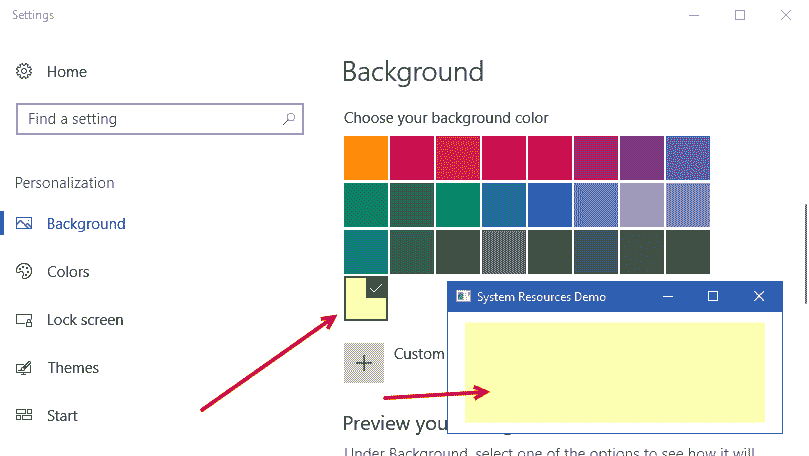 Settings
Home
Find a setting
Personalization
Background
Colors
Lock screen
Themes
Start
Background
Choose your background color
System Resources Demo
Custom
Preview you
Under Background, select one of the options to see how it will